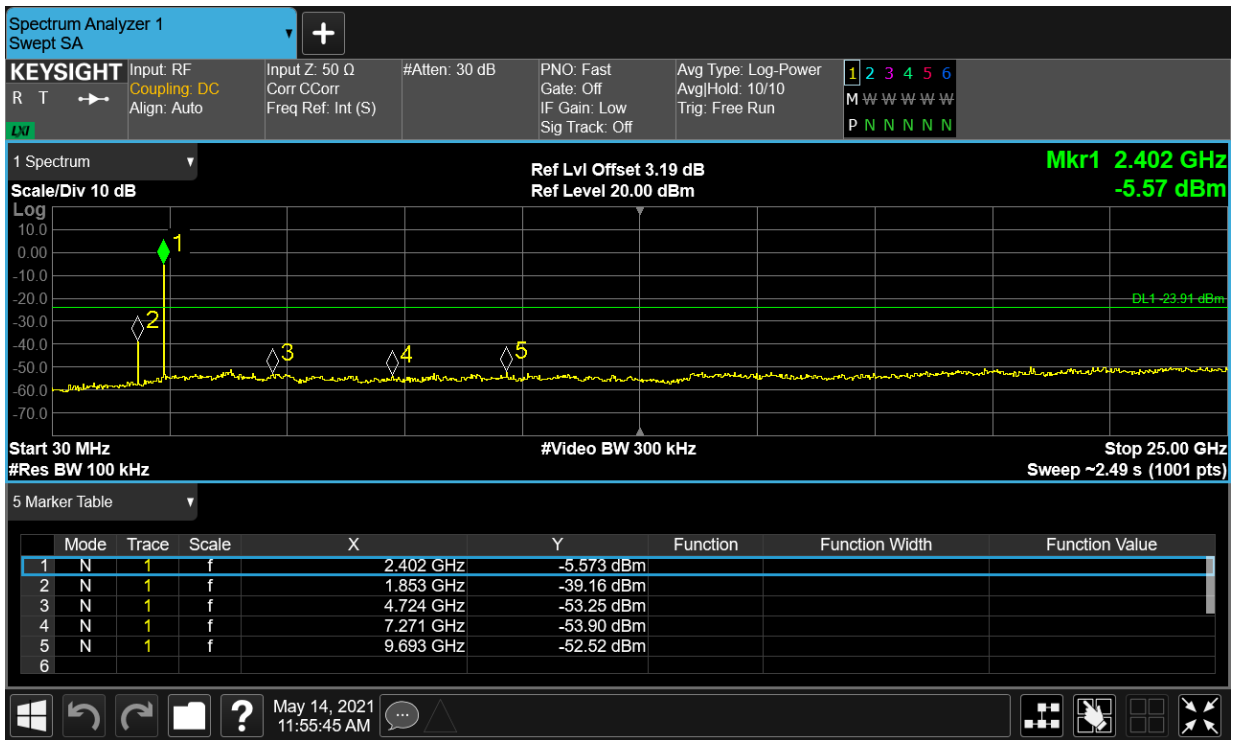 Spectrum Analyzer 1
Swept SA
▼
+
KEYSIGHT
R T
LXI
Input: RF
Coupling: DC
Align: Auto
Input Z: 50 Ω
Corr CCorr
Freq Ref: Int (S)
#Atten: 30 dB
PNO: Fast
Gate: Off
IF Gain: Low
Sig Track: Off
Avg Type: Log-Power
Avg|Hold: 10/10
Trig: Free Run
1 2 3 4 5 6
M W W W W W
P N N N N N
1 Spectrum ▼
Scale/Div 10 dB
Ref Lvl Offset 3.19 dB
Ref Level 20.00 dBm
Mkr1 2.402 GHz
-5.57 dBm
Log
10.0
0.00
-10.0
-20.0
-30.0
-40.0
-50.0
-60.0
-70.0
1
2
3
4
5
DL1 -23.91 dBm
Start 30 MHz
#Res BW 100 kHz
#Video BW 300 kHz
Stop 25.00 GHz
Sweep ~2.49 s (1001 pts)
5 Marker Table ▼
Mode Trace Scale X Y Function Function Width Function Value
1 N 1 f 2.402 GHz -5.573 dBm
2 N 1 f 1.853 GHz -39.16 dBm
3 N 1 f 4.724 GHz -53.25 dBm
4 N 1 f 7.271 GHz -53.90 dBm
5 N 1 f 9.693 GHz -52.52 dBm
6
?
May 14, 2021
11:55:45 AM